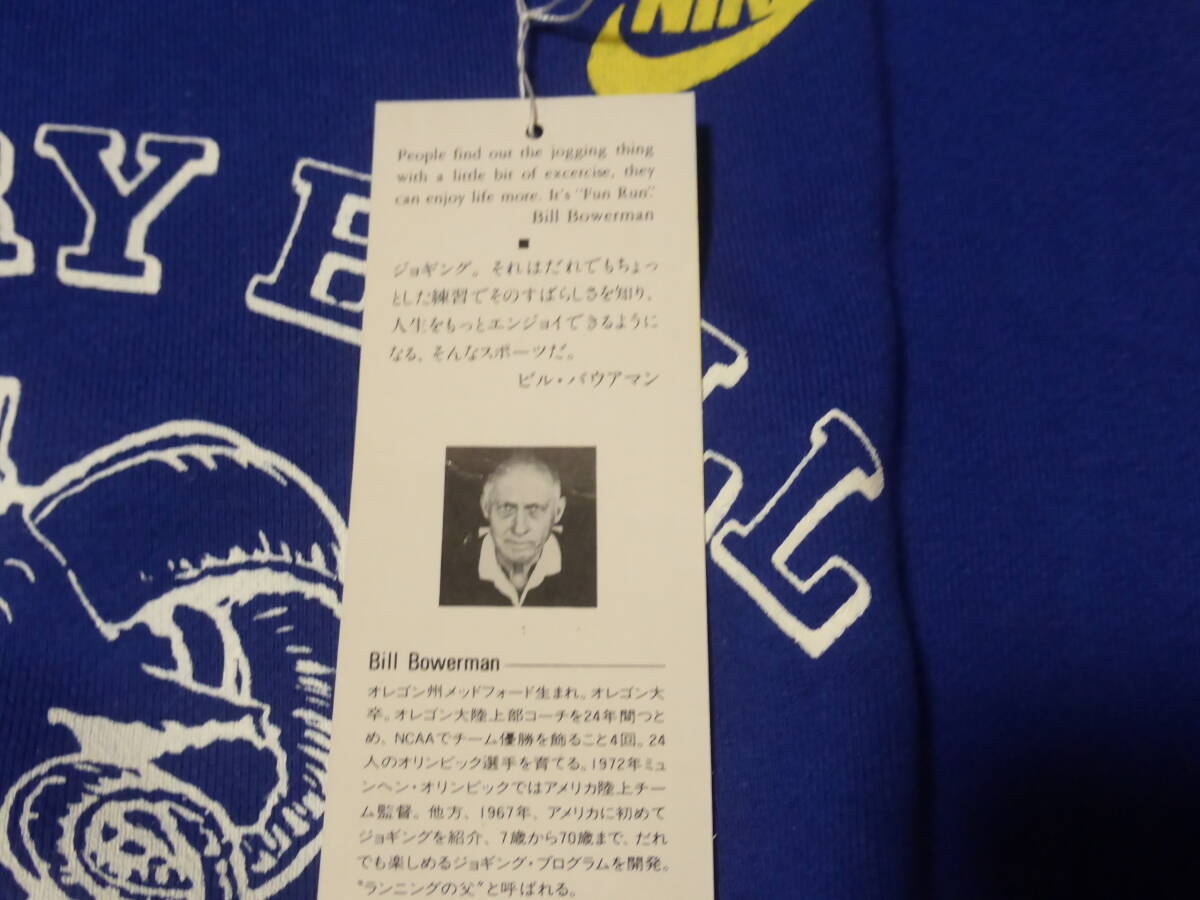 NIK
RY B LL
People find out the jogging thing
with a little bit of excercise, they
can enjoy life more. It's "Fun Run".
Bill Bowerman
■
ジョギング。それはだれでもちょっ
とした練習でそのすばらしさを知り、
人生をもっとエンジョイできるように
なる、そんなスポーツだ。
ビル・バウアマン
Bill Bowerman
オレゴン州メッドフォード生まれ。オレゴン大
卒。オレゴン大陸上部コーチを24年間つと
め、NCAAでチーム優勝を飾ること4回。24
人のオリンピック選手を育てる。1972年ミュ
ンヘン・オリンピックではアメリカ陸上チー
ム監督。他方、1967年、アメリカに初めて
ジョギングを紹介、7歳から70歳まで、だれ
でも楽しめるジョギング・プログラムを開発。
"ランニングの父"と呼ばれる。